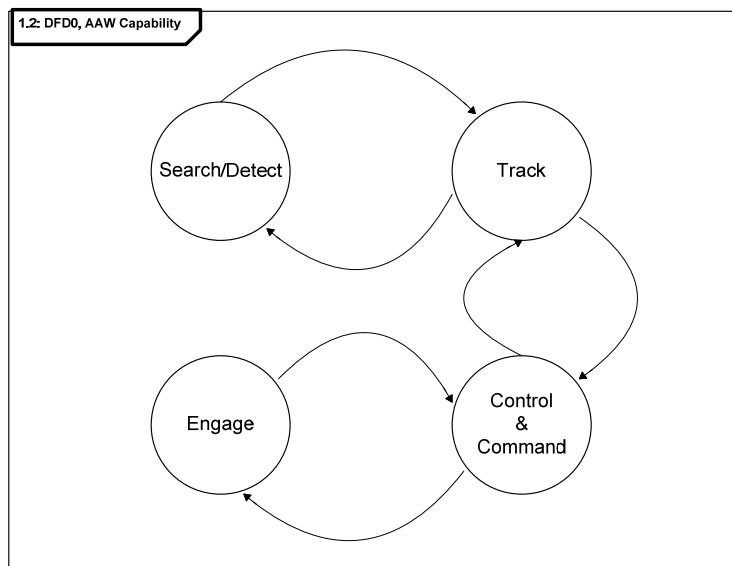 1.2: DFD0, AAW Capability
Search/Detect
Track
Engage
Control
&
Command